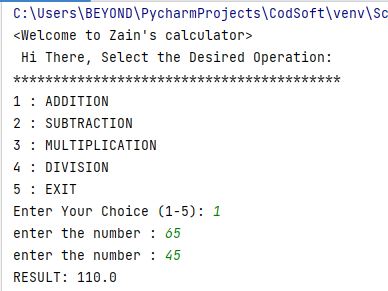 C:\Users\BEYOND\PycharmProjects\CodSoft\venv\Sc
<Welcome to Zain's calculator>
Hi There, Select the Desired Operation:
*****************************************
1 : ADDITION
2 : SUBTRACTION
3 : MULTIPLICATION
4 : DIVISION
5 : EXIT
Enter Your Choice (1-5): 1
enter the number : 65
enter the number : 45
RESULT: 110.0